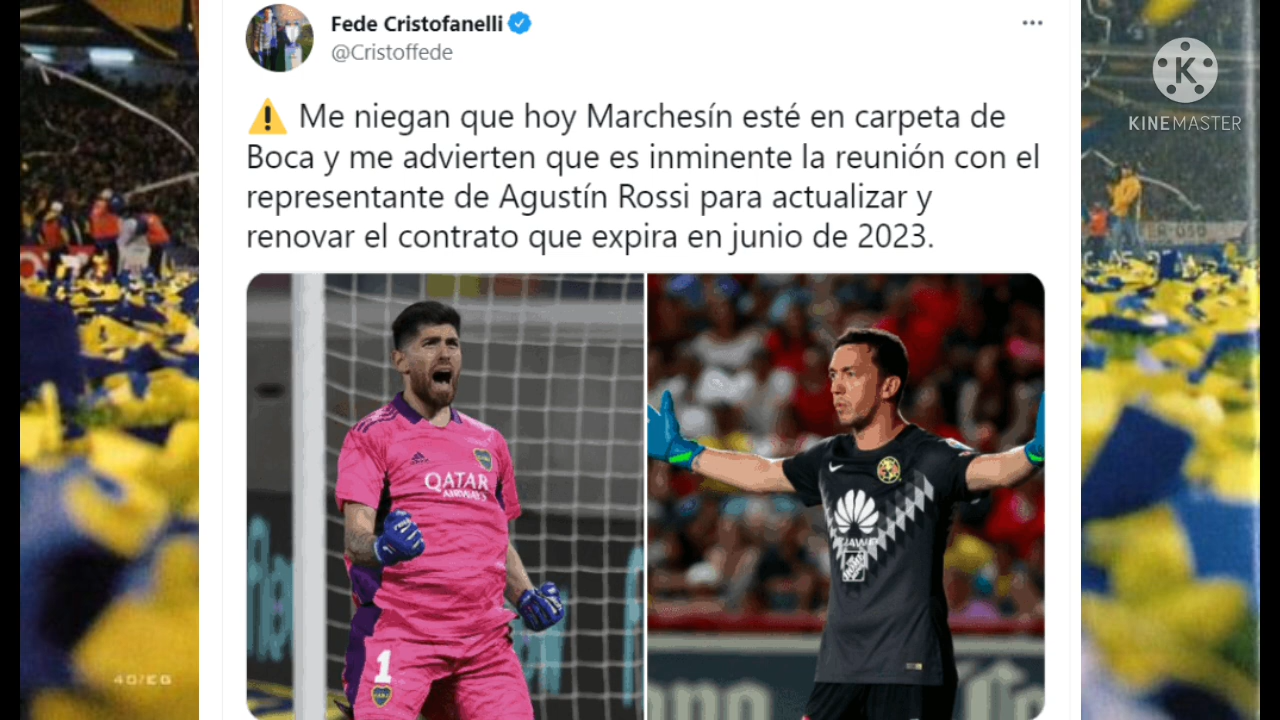 Fede Cristofanelli
@Cristoffede
Me niegan que hoy Marchesín esté en carpeta de
Boca y me advierten que es inminente la reunión con el
representante de Agustín Rossi para actualizar y
renovar el contrato que expira en junio de 2023.
K
KINEMASTER
QATAR
AIRWAYS
1
HUAWEI